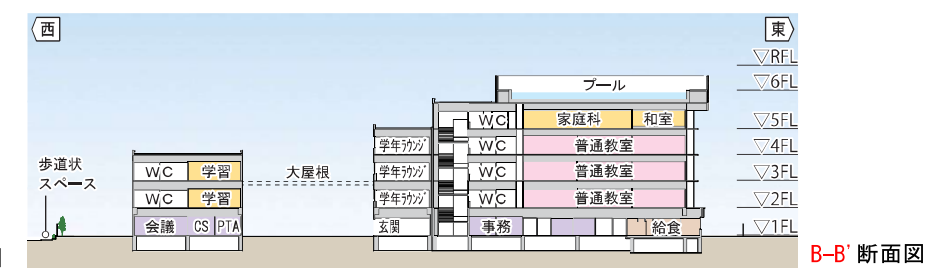 西
東
▽RFL
プール
▽6FL
WC
家庭科
和室
▽5FL
学年ラウンジ
WC
普通教室
▽4FL
歩道状
スペース
WC
学習
大屋根
学年ラウンジ
WC
普通教室
▽3FL
WC
学習
学年ラウンジ
WC
普通教室
▽2FL
会議
CS
PTA
玄関
事務
給食
▽1FL
B-B' 断面図